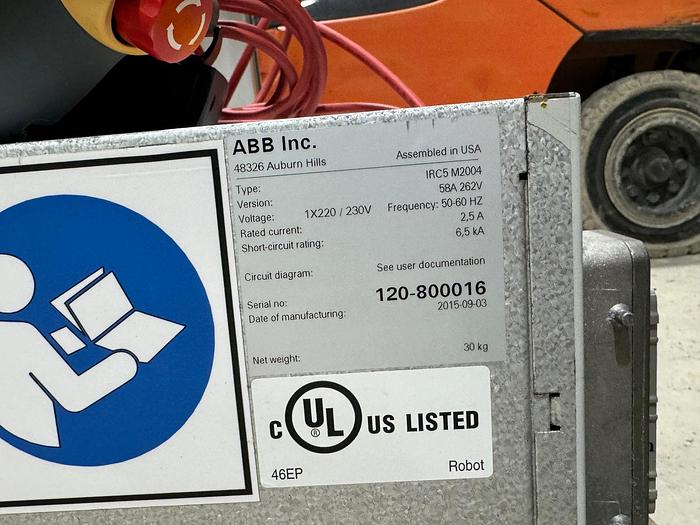 ABB Inc.
48326 Auburn Hills Assembled in USA
Type: IRC5 M2004
Version: 58A 262V
Voltage: 1X220 / 230V Frequency: 50-60 HZ
Rated current: 2,5 A
Short-circuit rating: 6,5 kA
Circuit diagram: See user documentation
Serial no: 120-800016
Date of manufacturing: 2015-09-03
Net weight: 30 kg
C UL ® US LISTED
46EP Robot